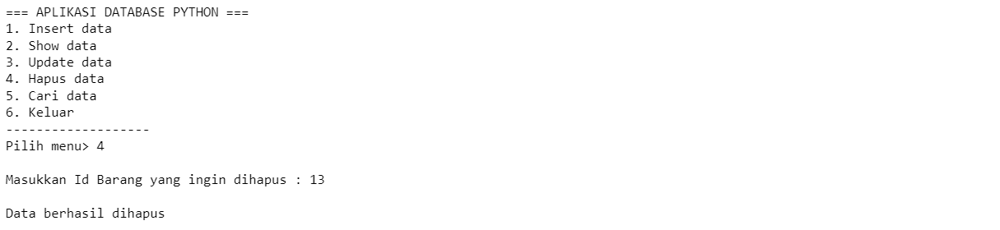 === APLIKASI DATABASE PYTHON ===
1. Insert data
2. Show data
3. Update data
4. Hapus data
5. Cari data
6. Keluar
-------------------
Pilih menu> 4
Masukkan Id Barang yang ingin dihapus : 13
Data berhasil dihapus